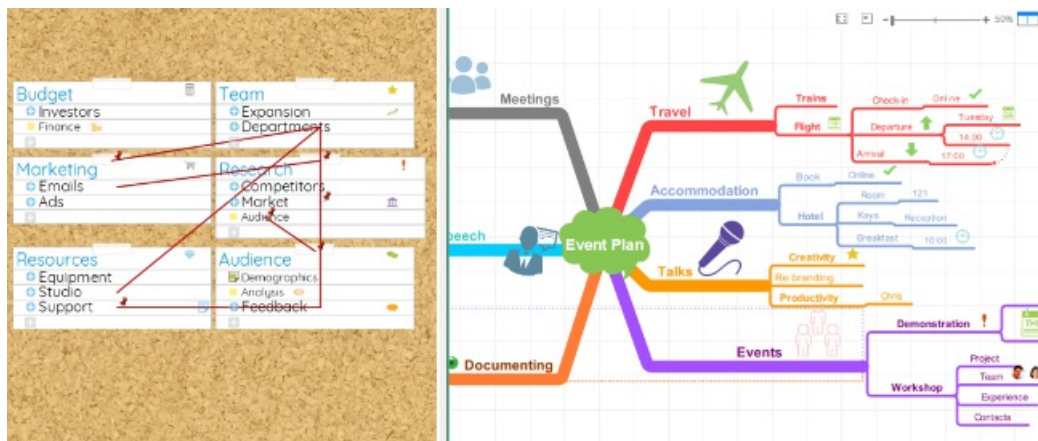 Budget
Investors
Finance
Team
Expansion
Departments
Marketing
Emails
Ads
Research
Competitors
Market
Audience
Resources
Equipment
Studio
Support
Audience
Demographics
Analysis
Feedback
50%
Meetings
peech
Documenting
Event Plan
Travel
Trains
Flight
Check-in
Online
Departure
Tuesday
14:00
Arrival
17:00
Accommodation
Book
Online
Hotel
Room
121
Keys
Reception
Breakfast
10:00
Talks
Creativity
Re branding
Productivity
Chris
Events
Demonstration
THU
Workshop
Project
Team
Experience
Contacts